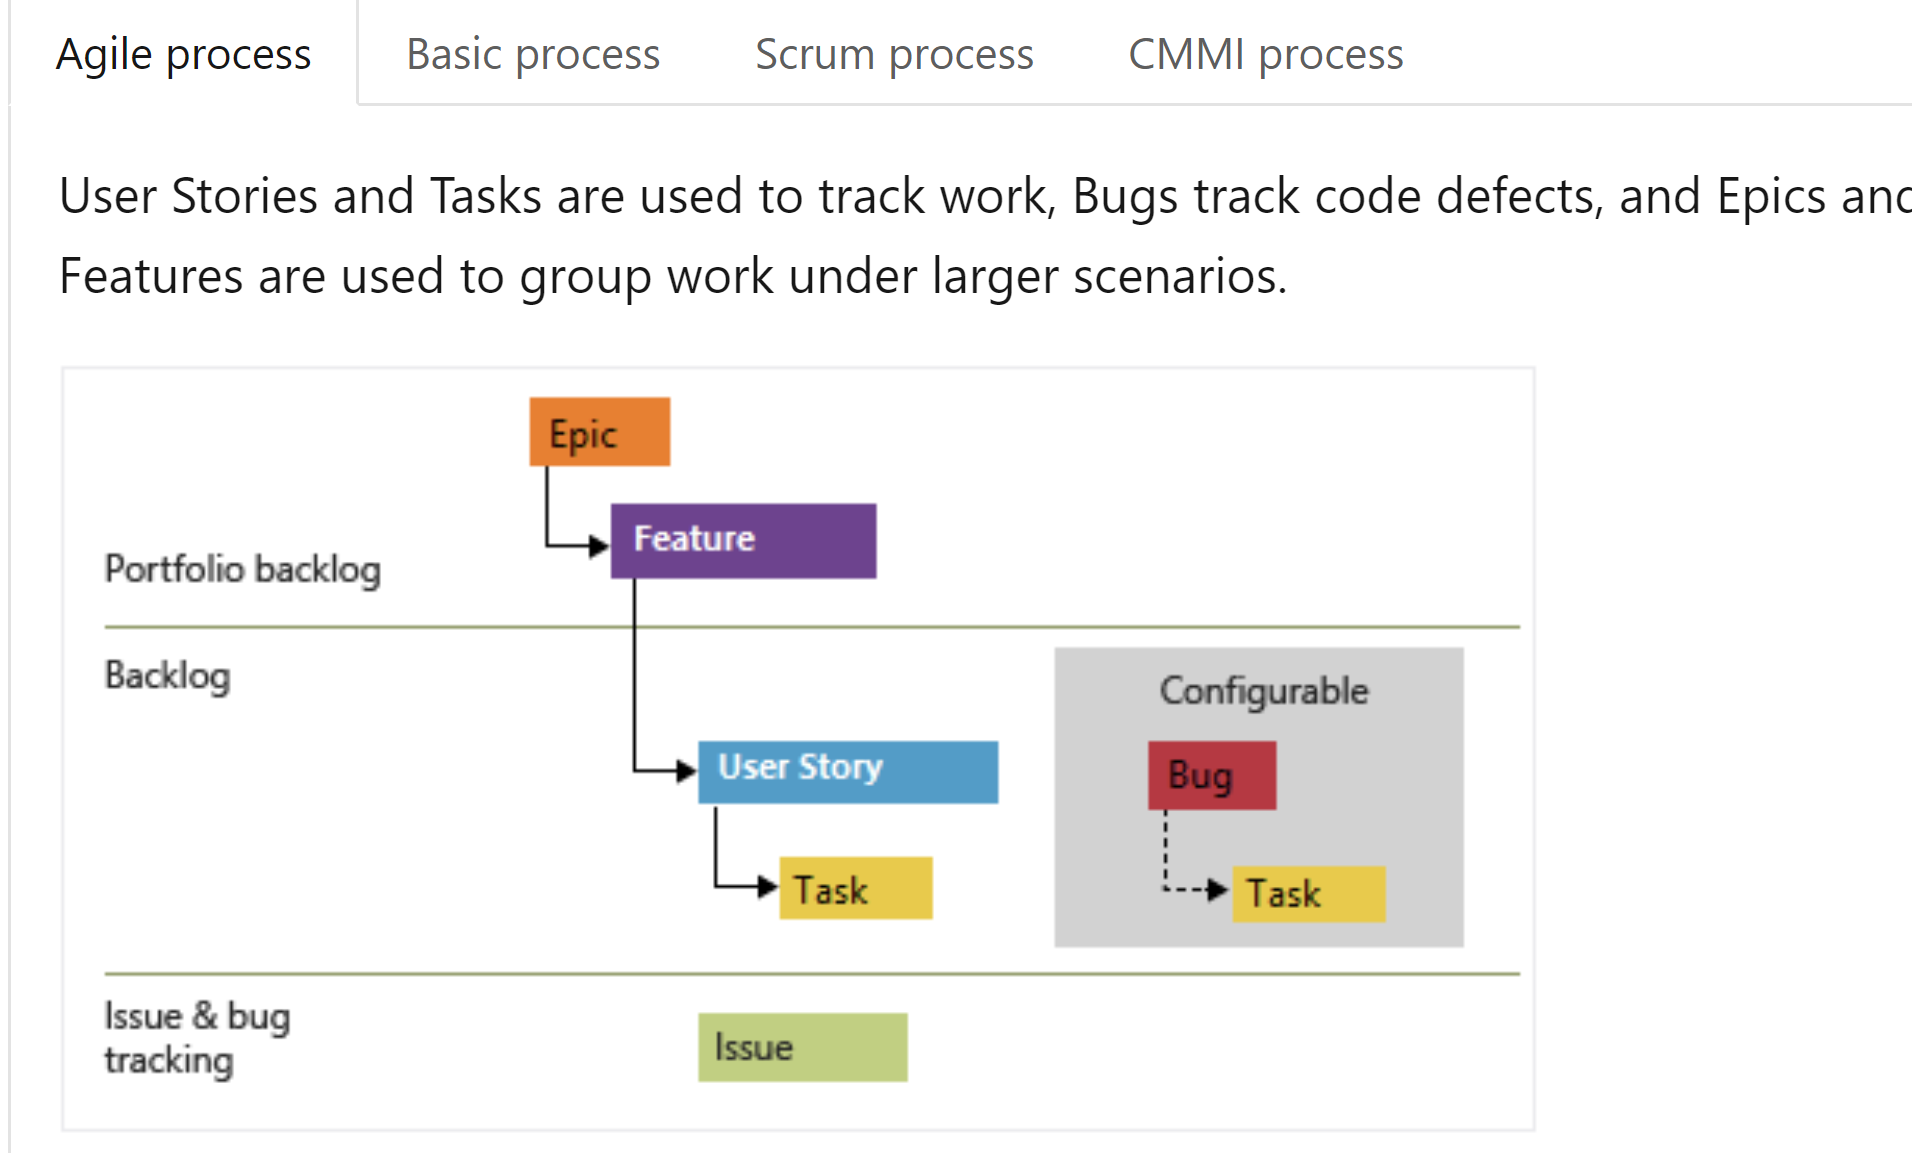 Agile process
Basic process
Scrum process
CMMI process
User Stories and Tasks are used to track work, Bugs track code defects, and Epics and
Features are used to group work under larger scenarios.
Epic
Feature
Portfolio backlog
Backlog
Configurable
User Story
Bug
Task
Task
Issue & bug
tracking
Issue